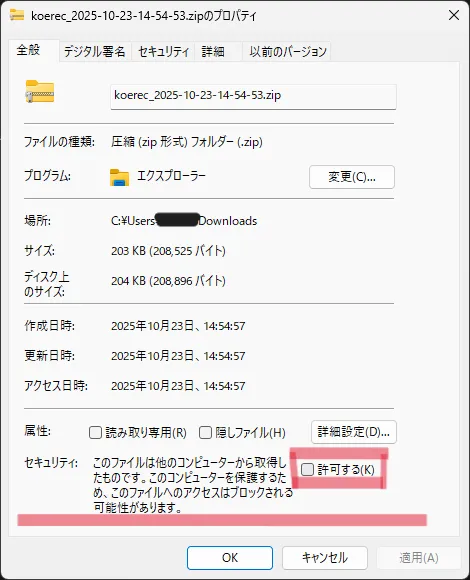 koerec_2025-10-23-14-54-53.zipのプロパティ
全般 デジタル署名 セキュリティ 詳細 以前のバージョン
koerec_2025-10-23-14-54-53.zip
ファイルの種類: 圧縮 (zip 形式) フォルダー (.zip)
プログラム: エクスプローラー 変更(C)...
場所: C:¥Users Downloads
サイズ: 203 KB (208,525 バイト)
ディスク上
のサイズ: 204 KB (208,896 バイト)
作成日時: 2025年10月23日、14:54:57
更新日時: 2025年10月23日、14:54:57
アクセス日時: 2025年10月23日、14:54:57
属性: 読み取り専用(R) 隠しファイル(H) 詳細設定(D)...
セキュリティ: このファイルは他のコンピューターから取得し
たものです。このコンピューターを保護するた
め、このファイルへのアクセスはブロックされる
可能性があります。
許可する(K)
OK キャンセル 適用(A)